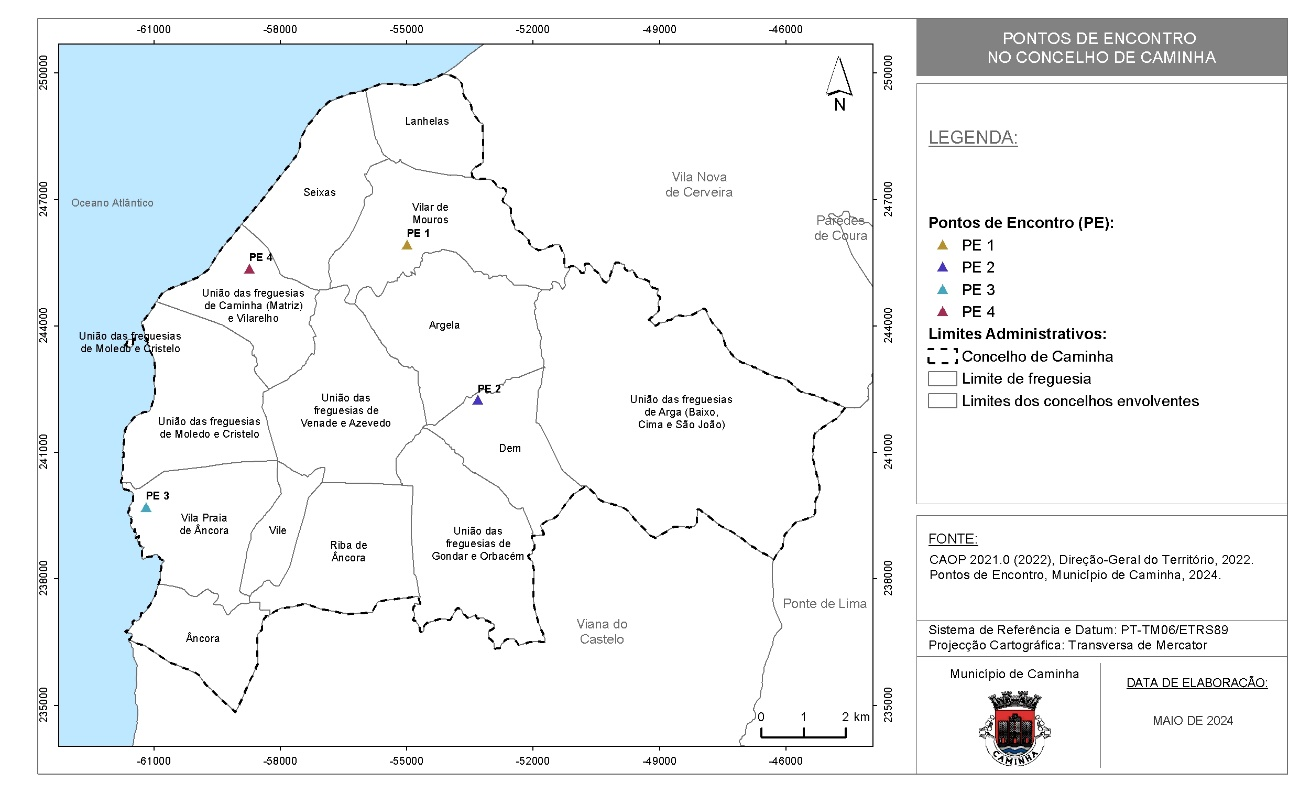 PONTOS DE ENCONTRO
NO CONCELHO DE CAMINHA
-61000
-58000
-55000
-52000
-49000
-46000
250000
247000
244000
241000
238000
235000
250000
247000
244000
241000
238000
235000
N
Lanhelas
Seixas
Oceano Atlântico
Vila Nova
de Cerveira
Paredes
de Coura
Vilar de
Mouros
PE 1
PE 4
União das freguesias
de Caminha (Matriz)
e Vilarelho
União das freguesias
de Moledo e Cristelo
Argela
PE 2
União das
freguesias de
Venade e Azevedo
União das freguesias
de Arga (Baixo,
Cima e São João)
União das freguesias
de Moledo e Cristelo
Dem
PE 3
Vila Praia
de Âncora
Vile
Riba de
Âncora
União das
freguesias de
Gondar e Orbacém
Âncora
Viana do
Castelo
Ponte de Lima
0 1 2 km
-61000
-58000
-55000
-52000
-49000
-46000
LEGENDA:
Pontos de Encontro (PE):
PE 1
PE 2
PE 3
PE 4
Limites Administrativos:
Concelho de Caminha
Limite de freguesia
Limites dos concelhos envolventes
FONTE:
CAOP 2021.0 (2022), Direção-Geral do Território, 2022.
Pontos de Encontro, Município de Caminha, 2024.
Sistema de Referência e Datum: PT-TM06/ETRS89
Projecção Cartográfica: Transversa de Mercator
Município de Caminha
CAMINHA
DATA DE ELABORAÇÃO:
MAIO DE 2024